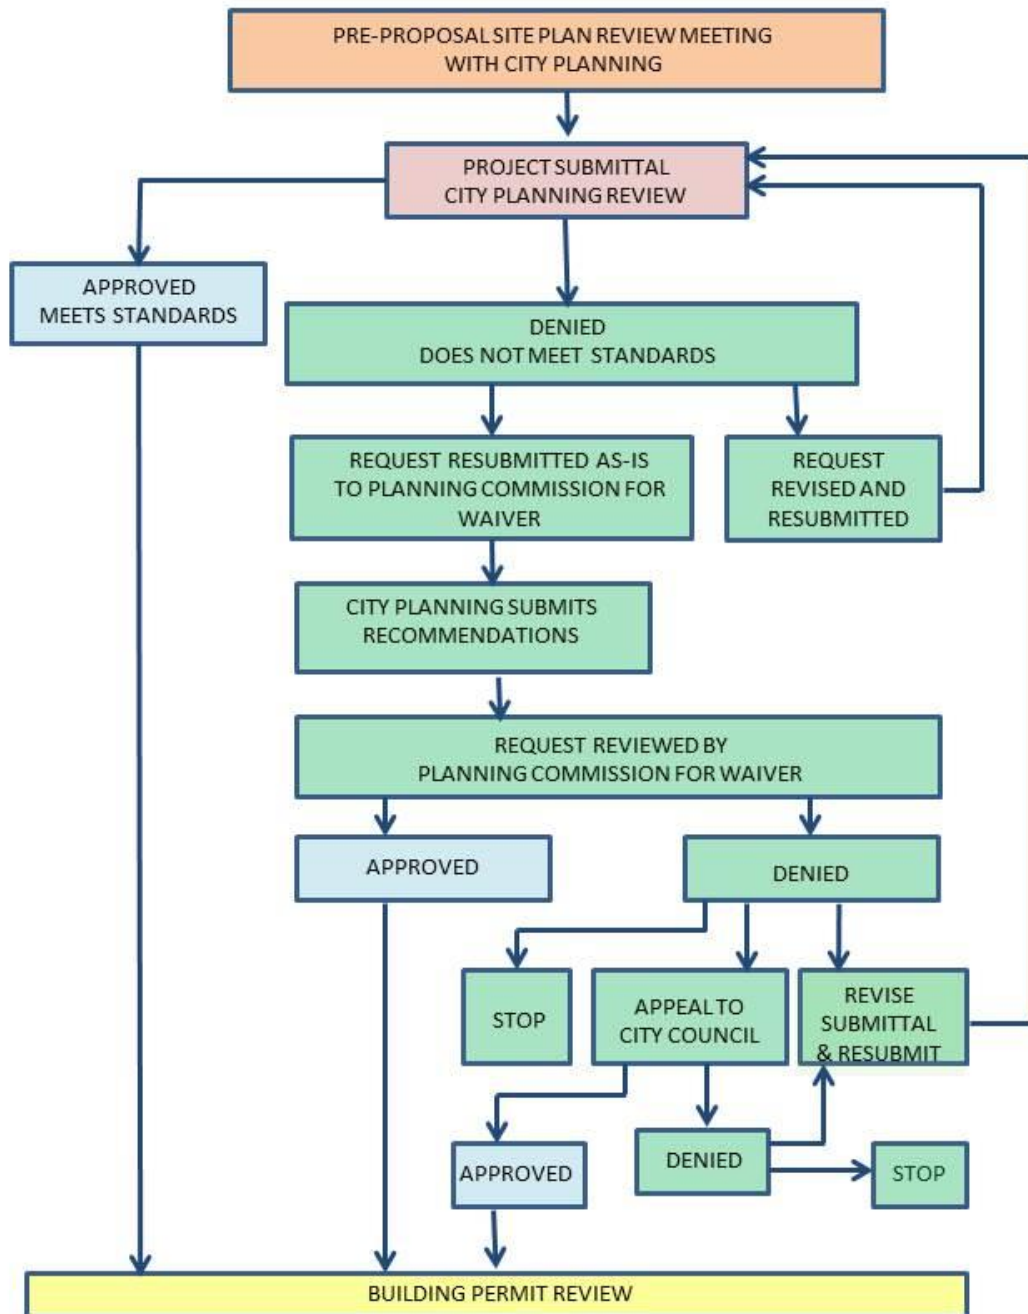 PRE-PROPOSAL SITE PLAN REVIEW MEETING
WITH CITY PLANNING
PROJECT SUBMITTAL
CITY PLANNING REVIEW
APPROVED
MEETS STANDARDS
DENIED
DOES NOT MEET STANDARDS
REQUEST RESUBMITTED AS-IS
TO PLANNING COMMISSION FOR
WAIVER
REQUEST
REVISED AND
RESUBMITTED
CITY PLANNING SUBMITS
RECOMMENDATIONS
REQUEST REVIEWED BY
PLANNING COMMISSION FOR WAIVER
APPROVED
DENIED
STOP
APPEAL TO
CITY COUNCIL
REVISE
SUBMITTAL
& RESUBMIT
APPROVED
DENIED
STOP
BUILDING PERMIT REVIEW